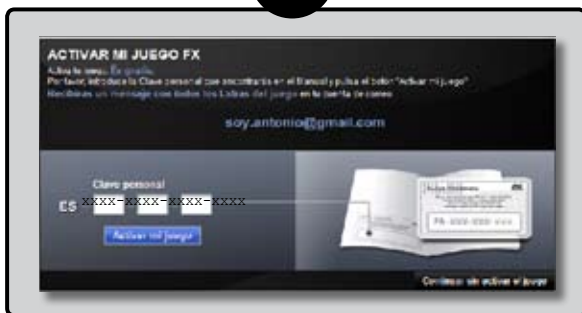 ACTIVAR MI JUEGO FX
Activa tu juego. Es gratis.
Por favor, introduce la Clave personal que encontrarás en el Manual y pulsa el botón "Activar mi juego"
Recibirás un mensaje con todos los Extras del juego en tu cuenta de correo
soy.antonio@gmail.com
Clave personal
ES xxxx-xxxx-xxxx-xxxx
Activar mi juego
Continuar sin activar el juego